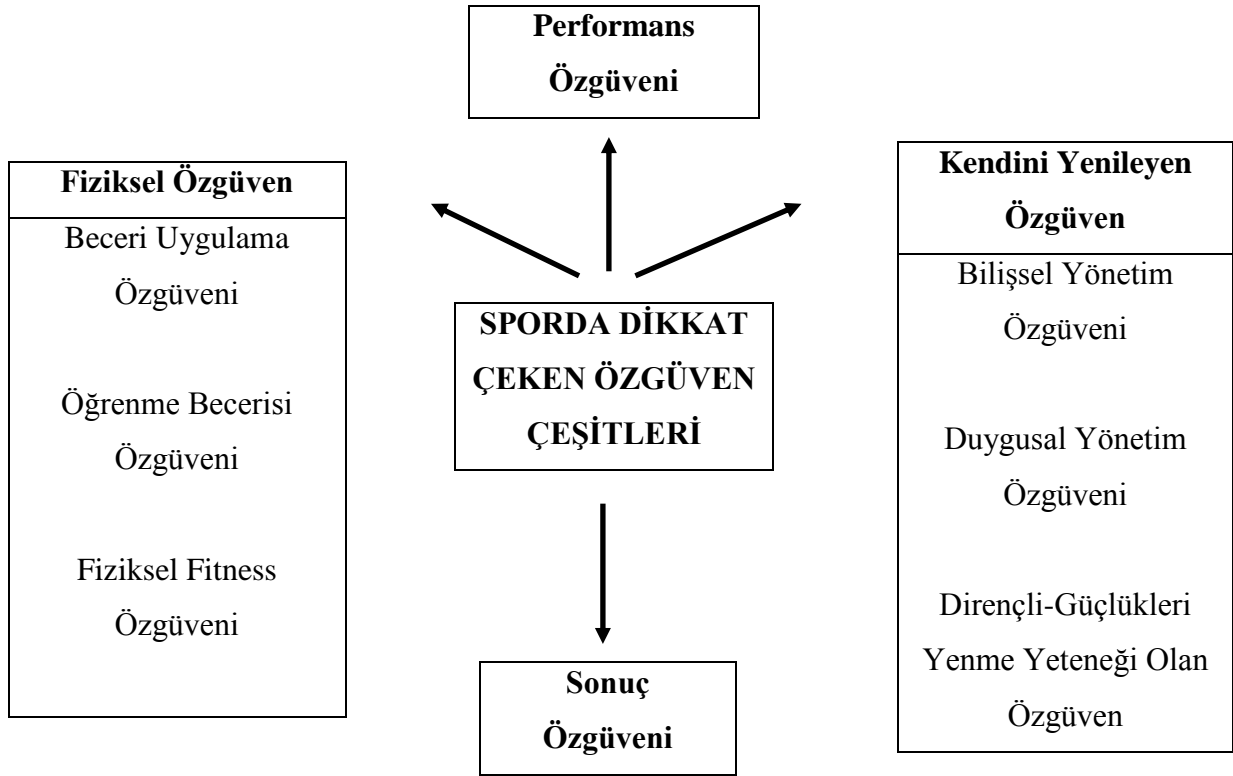 Performans
Özgüveni
Fiziksel Özgüven
Beceri Uygulama
Özgüveni
Öğrenme Becerisi
Özgüveni
Fiziksel Fitness
Özgüveni
SPORDA DİKKAT
ÇEKEN ÖZGÜVEN
ÇEŞİTLERİ
Kendini Yenileyen
Özgüven
Bilişsel Yönetim
Özgüveni
Duygusal Yönetim
Özgüveni
Dirençli-Güçlükleri
Yenme Yeteneği Olan
Özgüven
Sonuç
Özgüveni